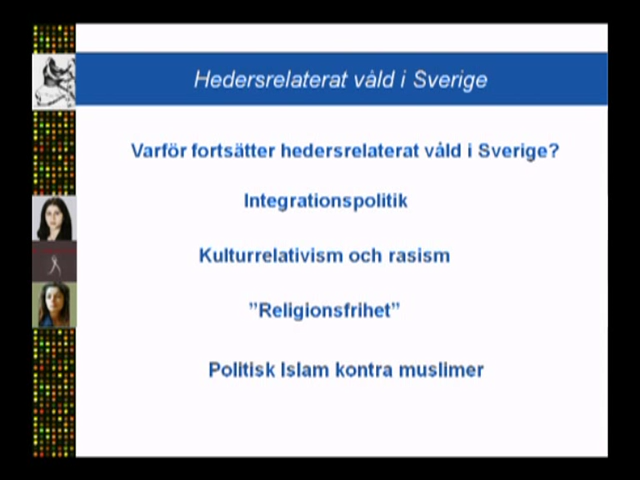 Hedersrelaterat våld i Sverige
Varför fortsätter hedersrelaterat våld i Sverige?
Integrationspolitik
Kulturrelativism och rasism
”Religionsfrihet”
Politisk Islam kontra muslimer